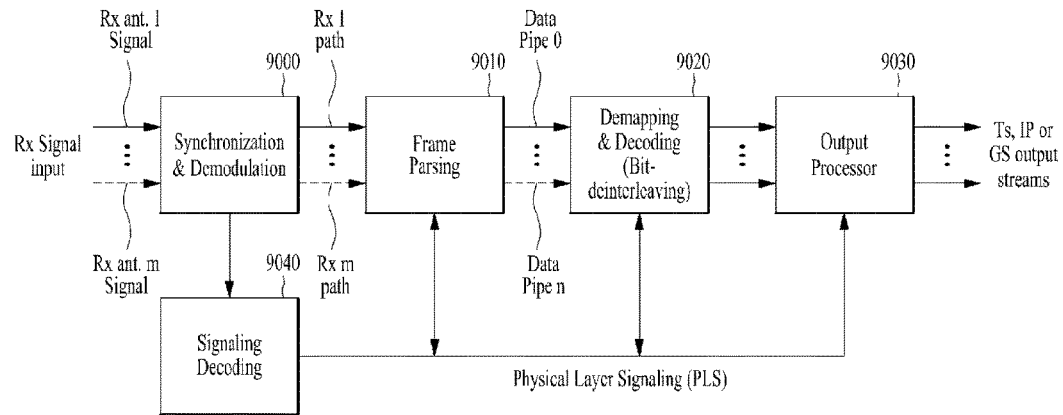 Rx ant. 1
Signal
Rx 1
path
Data
Pipe 0
9000
9010
9020
9030
Rx Signal
input
Synchronization
& Demodulation
Frame
Parsing
Demapping
& Decoding
(Bit-
deinterleaving)
Output
Processor
Ts, IP or
GS output
streams
Rx ant. m
Signal
9040
Rx m
path
Data
Pipe n
Signaling
Decoding
Physical Layer Signaling (PLS)